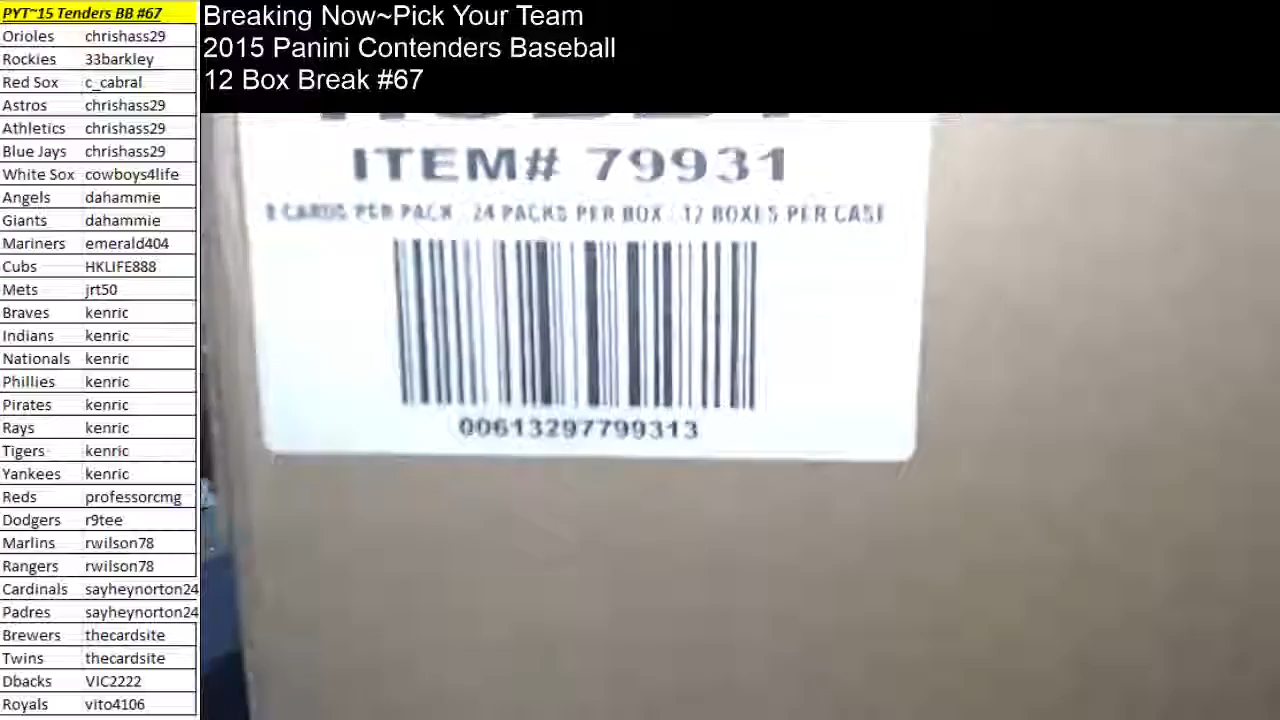 PYT~15 Tenders BB #67
Orioles chrishass29
Rockies 33barkley
Red Sox c_cabral
Astros chrishass29
Athletics chrishass29
Blue Jays chrishass29
White Sox cowboys4life
Angels dahammie
Giants dahammie
Mariners emerald404
Cubs HKLIFE888
Mets jrt50
Braves kenric
Indians kenric
Nationals kenric
Phillies kenric
Pirates kenric
Rays kenric
Tigers kenric
Yankees kenric
Reds professorcmg
Dodgers r9tee
Marlins rwilson78
Rangers rwilson78
Cardinals sayheynorton24
Padres sayheynorton24
Brewers thecardsite
Twins thecardsite
Dbacks VIC2222
Royals vito4106
Breaking Now~Pick Your Team
2015 Panini Contenders Baseball
12 Box Break #67
ITEM# 79931
CARDS PER PACK 24 PACKS PER BOX 12 BOXES PER CASE
00613297799313